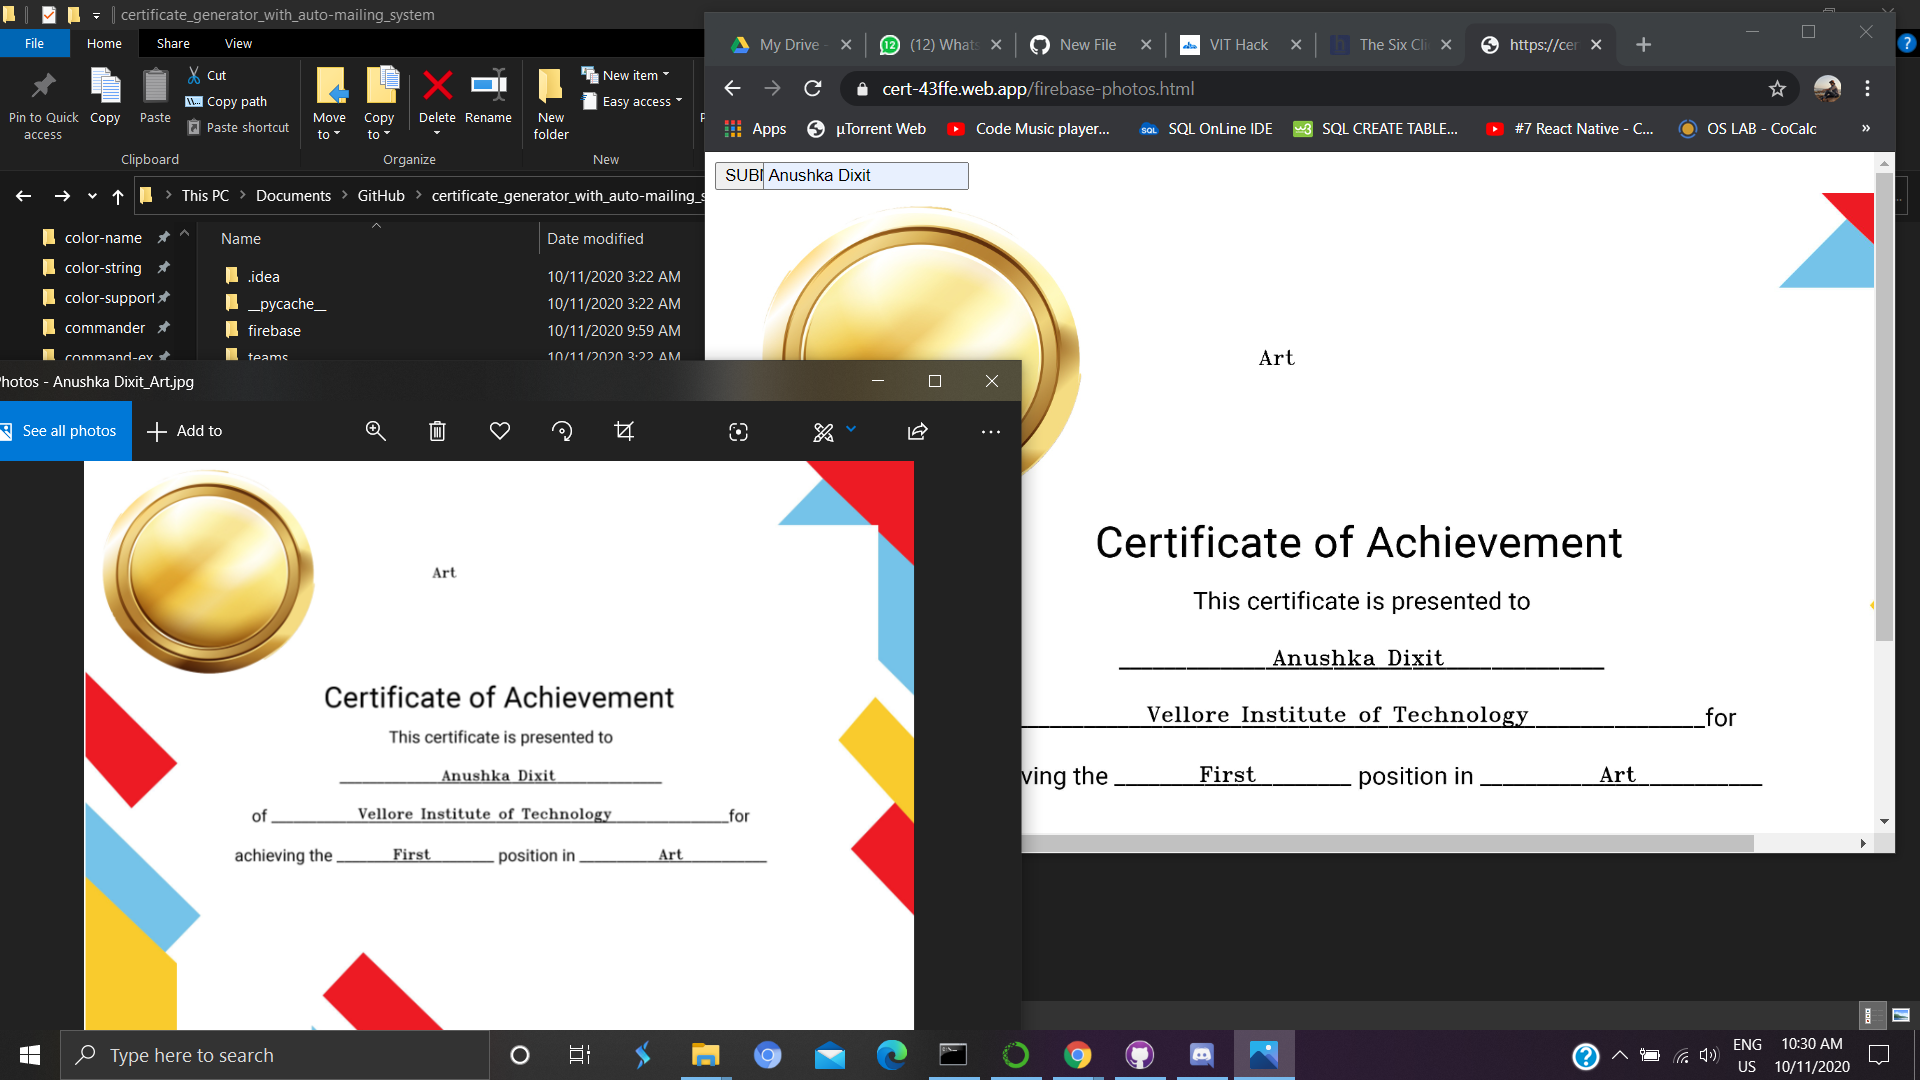 certificate_generator_with_auto-mailing_system
File Home Share View
Pin to Quick access
Copy
Paste
Cut
Copy path
Paste shortcut
Clipboard
Move to
Copy to
Delete
Rename
Organize
New folder
New item
Easy access
New
This PC > Documents > GitHub > certificate_generator_with_auto-mailing_s
color-name
color-string
color-support
commander
command-ex
Name Date modified
.idea 10/11/2020 3:22 AM
__pycache__ 10/11/2020 3:22 AM
firebase 10/11/2020 9:59 AM
teams 10/11/2020 3:22 AM
My Drive -
(12) Whats
New File
VIT Hack
The Six Cli
https://cer
cert-43ffe.web.app/firebase-photos.html
Apps
µTorrent Web
Code Music player...
SQL OnLine IDE
SQL CREATE TABLE...
#7 React Native - C...
OS LAB - CoCalc
»
SUBM Anushka Dixit
Art
Certificate of Achievement
This certificate is presented to
Anushka Dixit
Vellore Institute of Technology for
ving the First position in Art
Photos - Anushka Dixit_Art.jpg
See all photos
Add to
Art
Certificate of Achievement
This certificate is presented to
Anushka Dixit
of Vellore Institute of Technology for
achieving the First position in Art
Type here to search
ENG
US
10:30 AM
10/11/2020